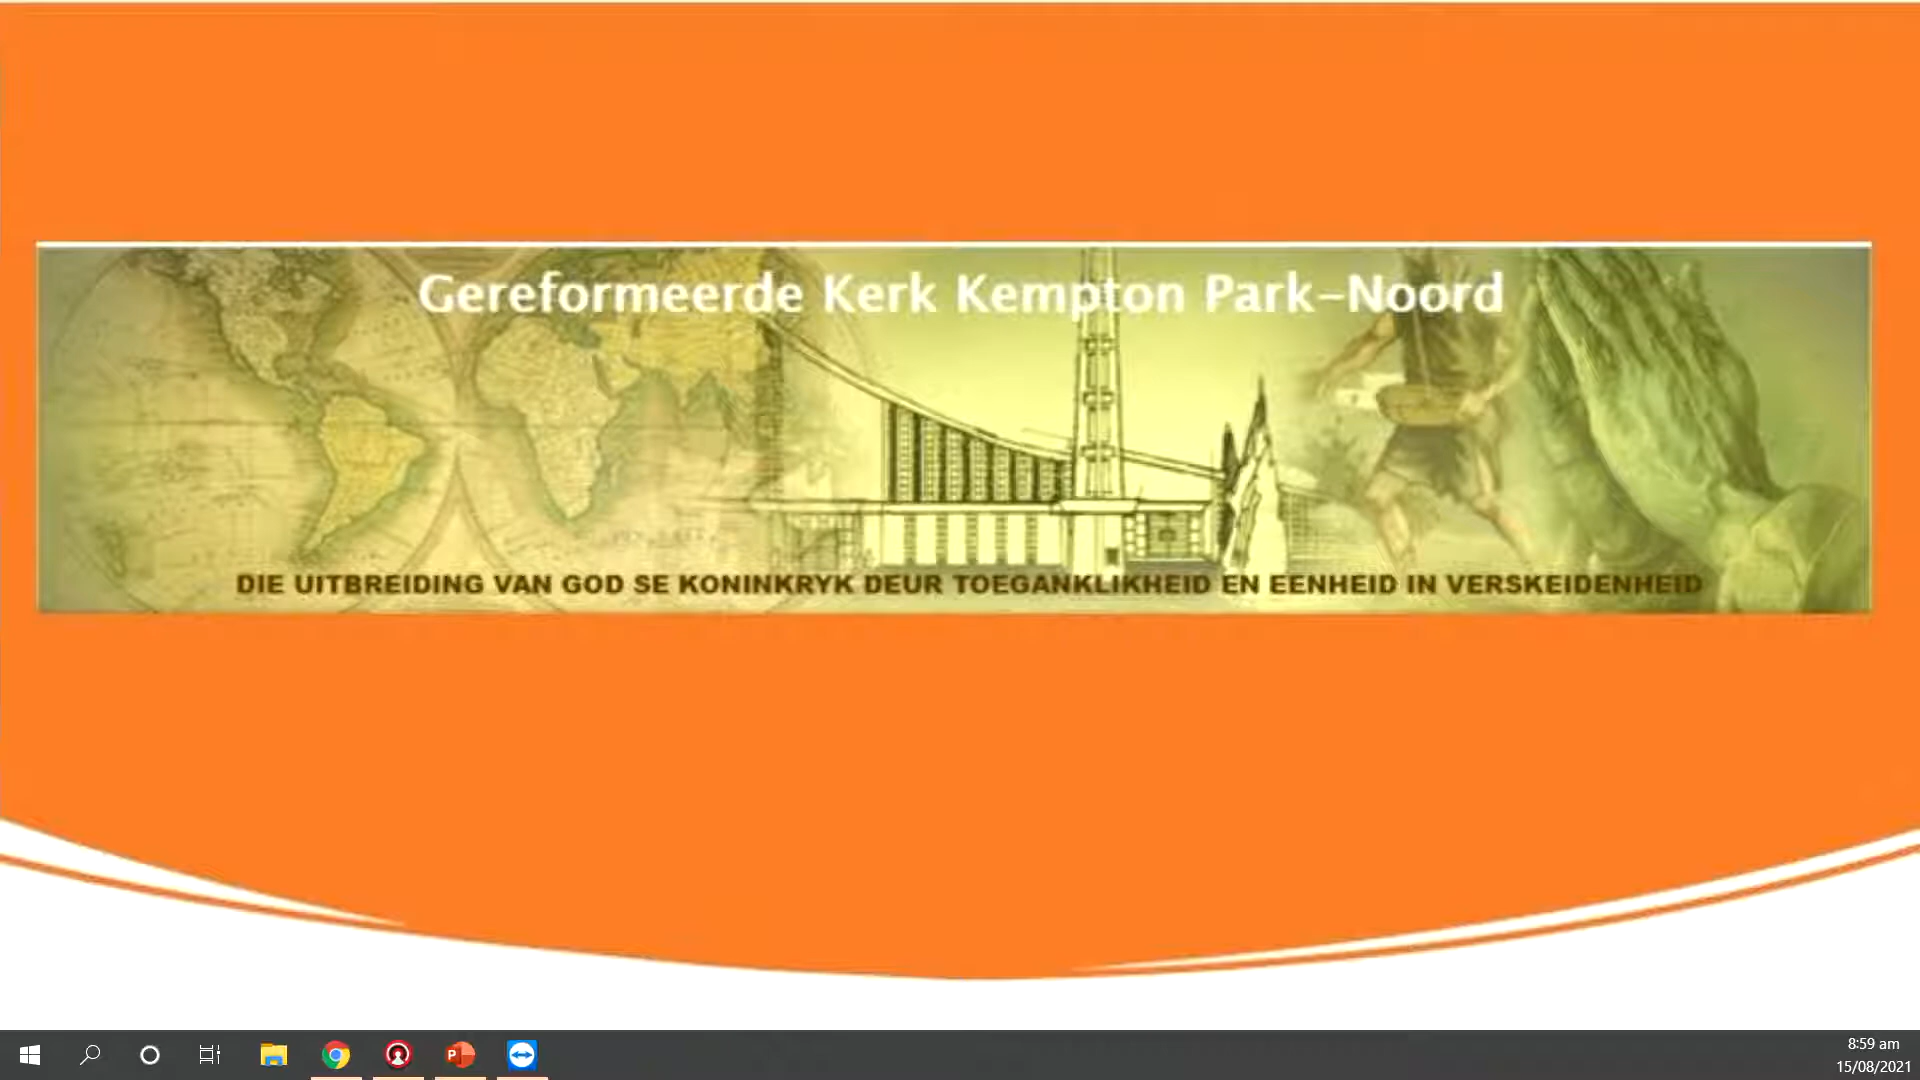 Gereformeerde Kerk Kempton Park-Noord
DIE UITBREIDING VAN GOD SE KONINKRYK DEUR TOEGANKLIKHEID EN EENHEID IN VERSKEIDENHEID
8:59 am
15/08/2021